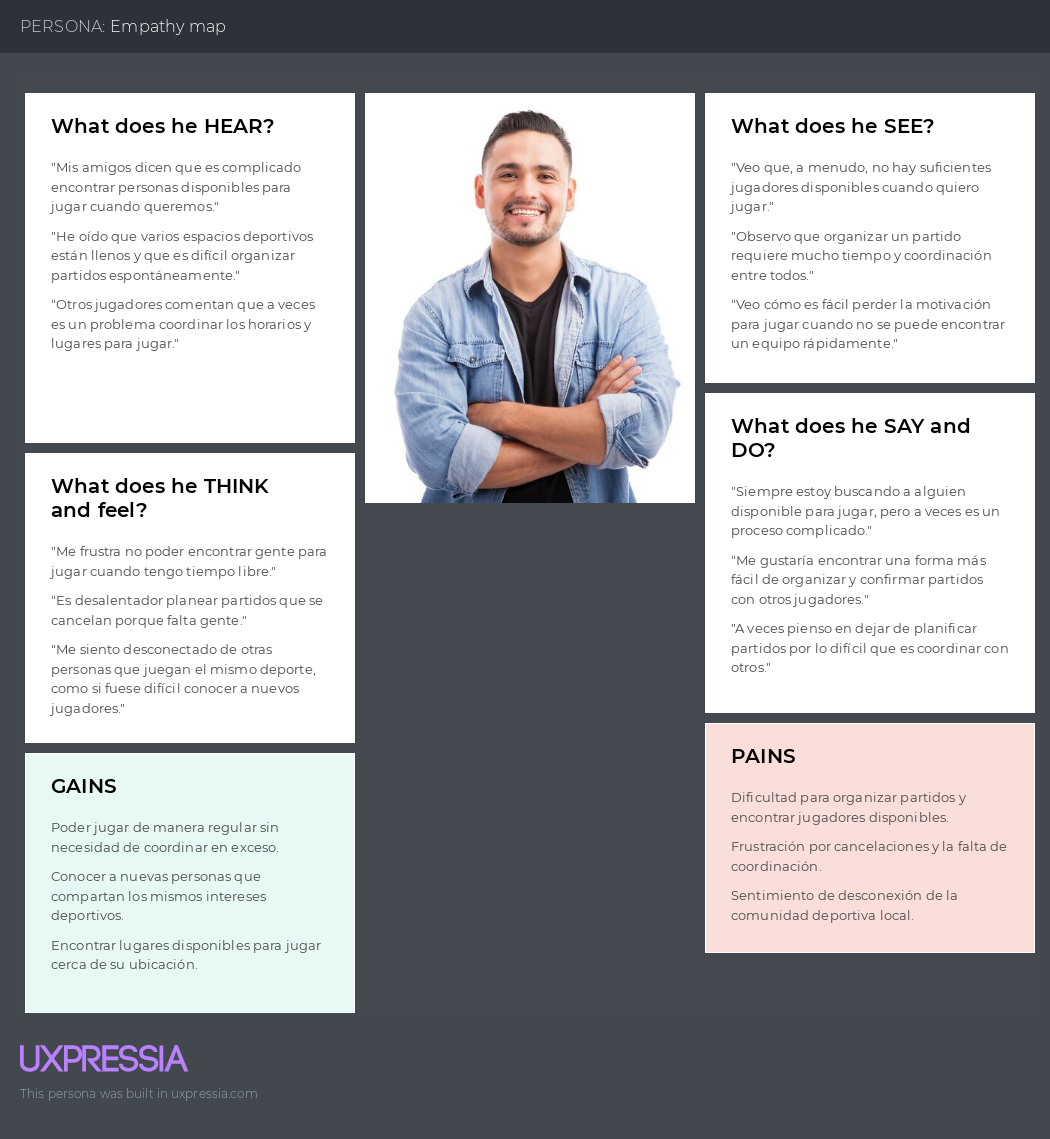 PERSONA: Empathy map
What does he HEAR?
"Mis amigos dicen que es complicado
encontrar personas disponibles para
jugar cuando queremos."
"He oído que varios espacios deportivos
están llenos y que es difícil organizar
partidos espontáneamente."
"Otros jugadores comentan que a veces
es un problema coordinar los horarios y
lugares para jugar."
What does he THINK
and feel?
"Me frustra no poder encontrar gente para
jugar cuando tengo tiempo libre."
"Es desalentador planear partidos que se
cancelan porque falta gente."
"Me siento desconectado de otras
personas que juegan el mismo deporte,
como si fuese difícil conocer a nuevos
jugadores."
GAINS
Poder jugar de manera regular sin
necesidad de coordinar en exceso.
Conocer a nuevas personas que
compartan los mismos intereses
deportivos.
Encontrar lugares disponibles para jugar
cerca de su ubicación.
What does he SEE?
"Veo que, a menudo, no hay suficientes
jugadores disponibles cuando quiero
jugar."
"Observo que organizar un partido
requiere mucho tiempo y coordinación
entre todos."
"Veo cómo es fácil perder la motivación
para jugar cuando no se puede encontrar
un equipo rápidamente."
What does he SAY and
DO?
"Siempre estoy buscando a alguien
disponible para jugar, pero a veces es un
proceso complicado."
"Me gustaría encontrar una forma más
fácil de organizar y confirmar partidos
con otros jugadores."
"A veces pienso en dejar de planificar
partidos por lo difícil que es coordinar con
otros."
PAINS
Dificultad para organizar partidos y
encontrar jugadores disponibles.
Frustración por cancelaciones y la falta de
coordinación.
Sentimiento de desconexión de la
comunidad deportiva local.
UXPRESSIA
This persona was built in uxpressia.com